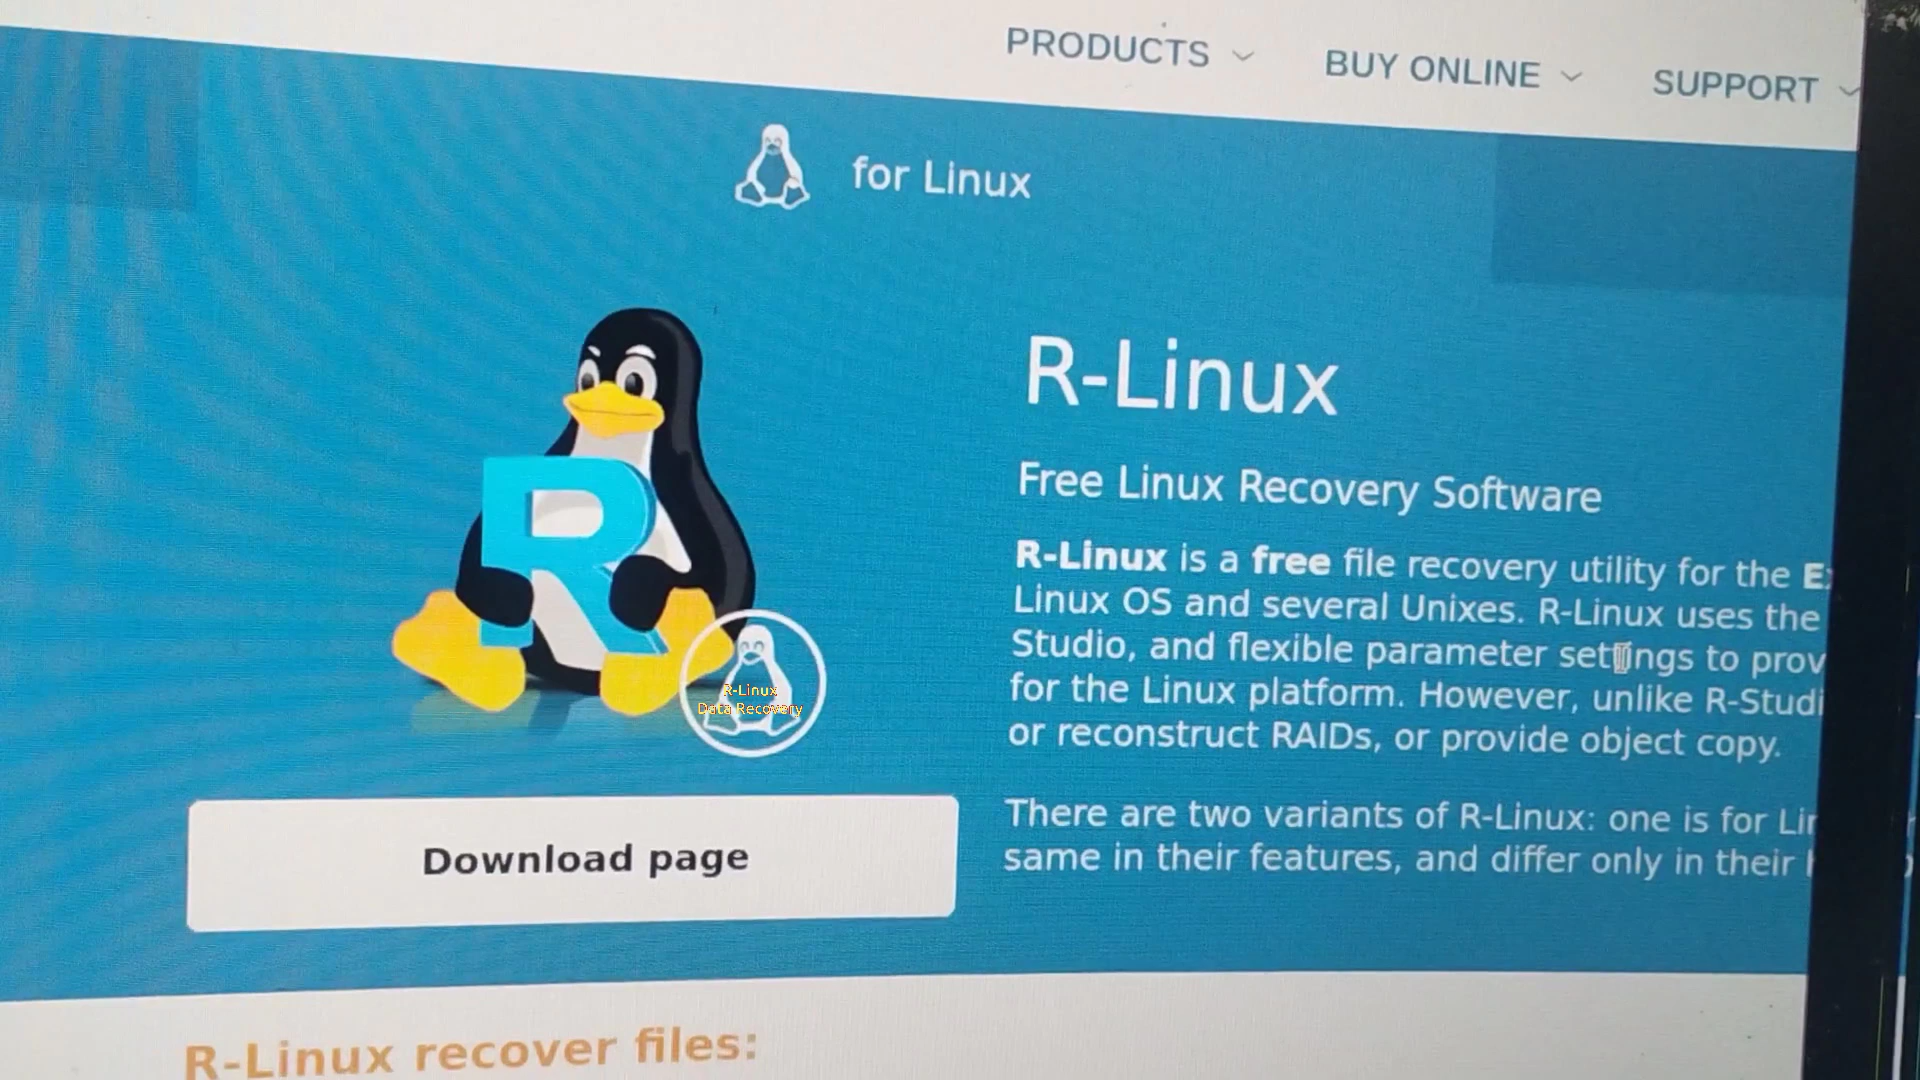 PRODUCTS
BUY ONLINE
SUPPORT
for Linux
R-Linux
Free Linux Recovery Software
R-Linux is a free file recovery utility for the
Linux OS and several Unixes. R-Linux uses the
Studio, and flexible parameter settings to prov
for the Linux platform. However, unlike R-Studi
or reconstruct RAIDs, or provide object copy.
There are two variants of R-Linux: one is for Lin
same in their features, and differ only in their
R
R-Linux
Data Recovery
Download page
R-Linux recover files: